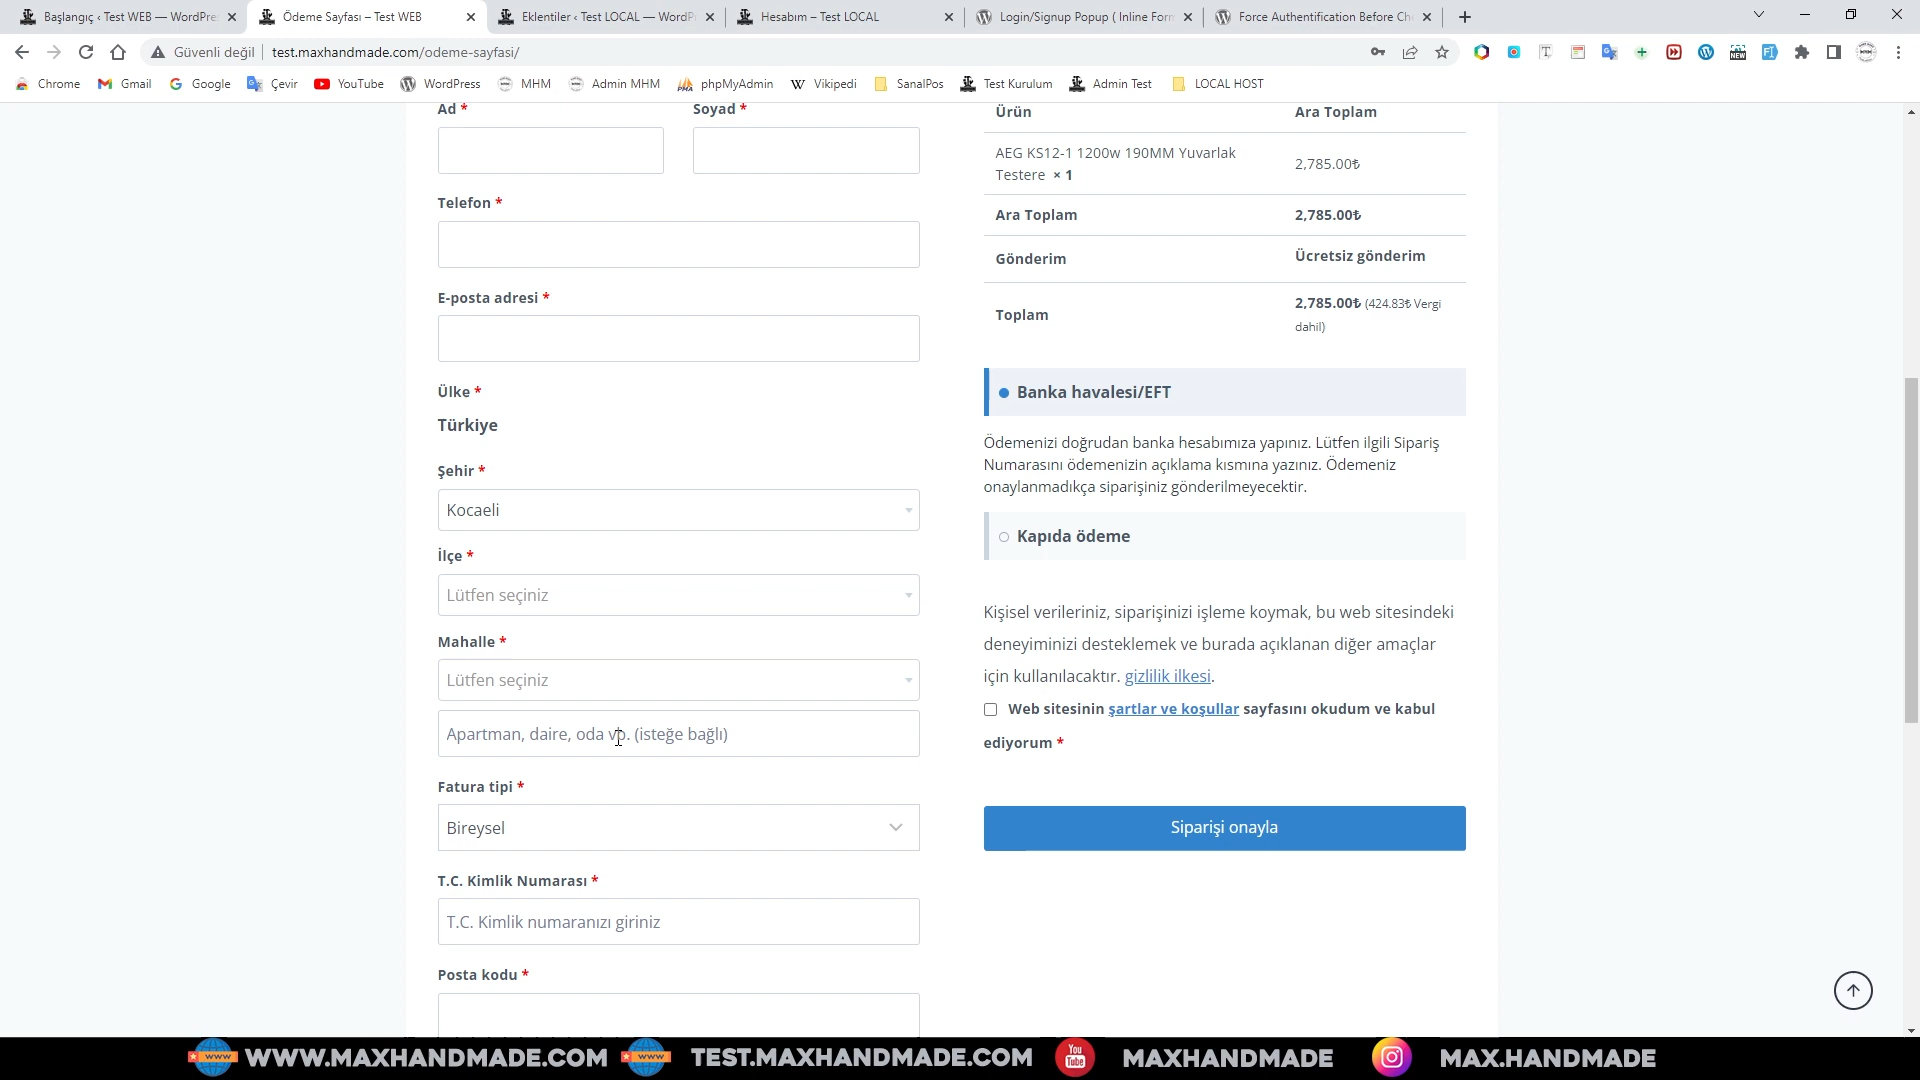 Başlangıç ‹ Test WEB — WordPre
Ödeme Sayfası – Test WEB
Eklentiler ‹ Test LOCAL — WordP
Hesabım – Test LOCAL
Login/Signup Popup ( Inline Form
Force Authentification Before Ch
Güvenli değil
test.maxhandmade.com/odeme-sayfasi/
Chrome
Gmail
Google
Çevir
YouTube
WordPress
MHM
Admin MHM
phpMyAdmin
Vikipedi
SanalPos
Test Kurulum
Admin Test
LOCAL HOST
Ad *
Soyad *
Telefon *
E-posta adresi *
Ülke *
Türkiye
Şehir *
Kocaeli
İlçe *
Lütfen seçiniz
Mahalle *
Lütfen seçiniz
Apartman, daire, oda vb. (isteğe bağlı)
Fatura tipi *
Bireysel
T.C. Kimlik Numarası *
T.C. Kimlik numaranızı giriniz
Posta kodu *
Ürün
Ara Toplam
AEG KS12-1 1200w 190MM Yuvarlak
Testere × 1
2,785.00₺
Ara Toplam
2,785.00₺
Gönderim
Ücretsiz gönderim
Toplam
2,785.00₺ (424.83₺ Vergi
dahil)
Banka havalesi/EFT
Ödemenizi doğrudan banka hesabımıza yapınız. Lütfen ilgili Sipariş
Numarasını ödemenizin açıklama kısmına yazınız. Ödemeniz
onaylanmadıkça siparişiniz gönderilmeyecektir.
Kapıda ödeme
Kişisel verileriniz, siparişinizi işleme koymak, bu web sitesindeki
deneyiminizi desteklemek ve burada açıklanan diğer amaçlar
için kullanılacaktır. gizlilik ilkesi.
Web sitesinin şartlar ve koşullar sayfasını okudum ve kabul
ediyorum *
Siparişi onayla
www
WWW.MAXHANDMADE.COM
www
TEST.MAXHANDMADE.COM
You
Tube
MAXHANDMADE
MAX.HANDMADE